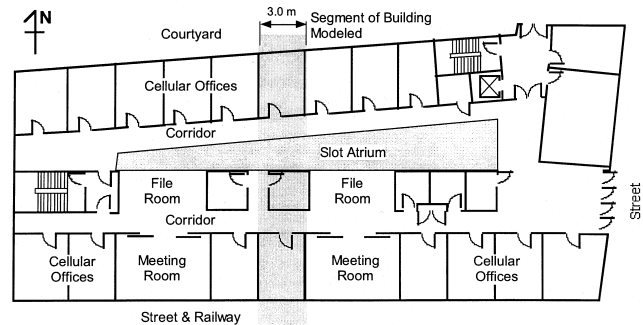 N
3.0 m
Segment of Building
Modeled
Courtyard
Cellular Offices
Corridor
Slot Atrium
File
Room
File
Room
Corridor
Street
Cellular
Offices
Meeting
Room
Meeting
Room
Cellular
Offices
Street & Railway